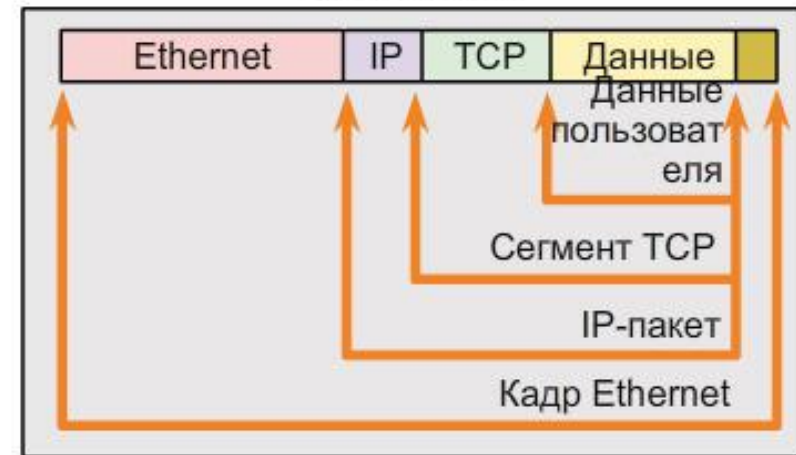 Ethernet IP TCP Данные
Данные
пользоват
еля
Сегмент TCP
IP-пакет
Кадр Ethernet